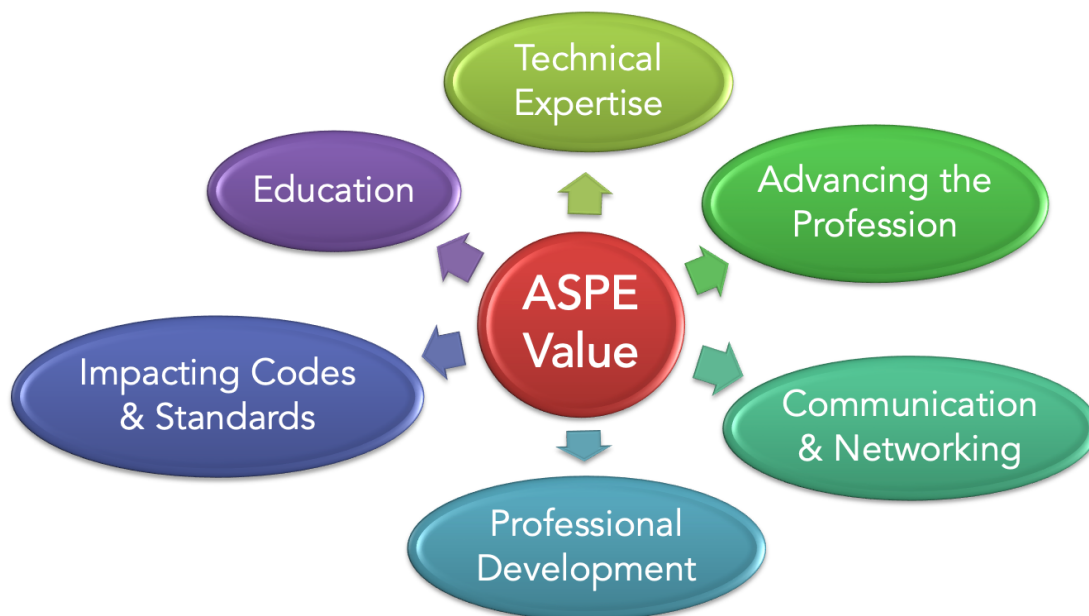 Technical
Expertise
Advancing the
Profession
Education
ASPE
Value
Impacting Codes
& Standards
Communication
& Networking
Professional
Development